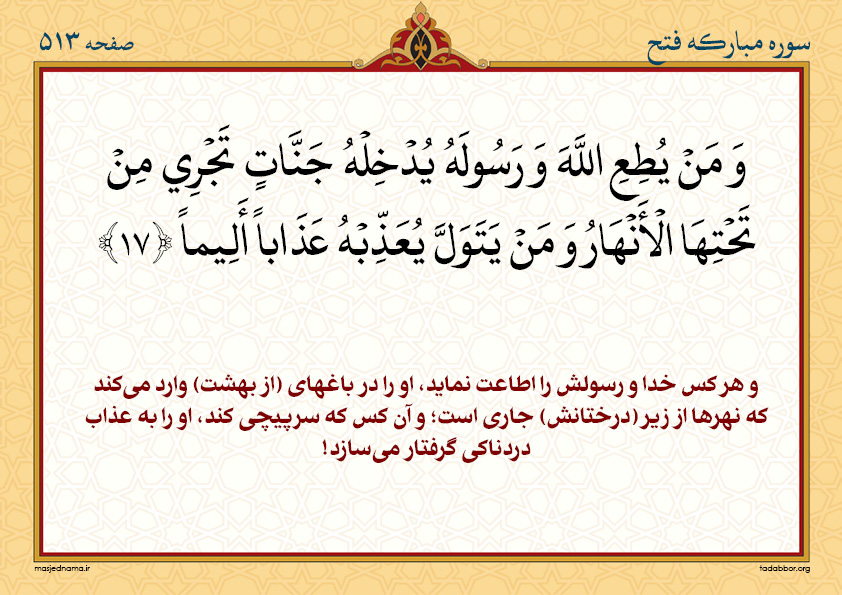 سوره مبارکه فتح
صفحه ۵۱۳
وَ مَنْ يُطِعِ اللَّهَ وَ رَسُولَهُ يُدْخِلْهُ جَنَّاتٍ تَجْرِي مِنْ
تَحْتِهَا الْأَنْهَارُ وَ مَنْ يَتَوَلَّ يُعَذِّبْهُ عَذَاباً أَلِيماً ﴿١٧﴾
و هر کس خدا و رسولش را اطاعت نماید، او را در باغهای (از بهشت) وارد می‌کند
که نهرها از زیر (درختانش) جاری است؛ و آن کس که سرپیچی کند، او را به عذاب
دردناکی گرفتار می‌سازد!
masjednama.ir
tadabbor.org